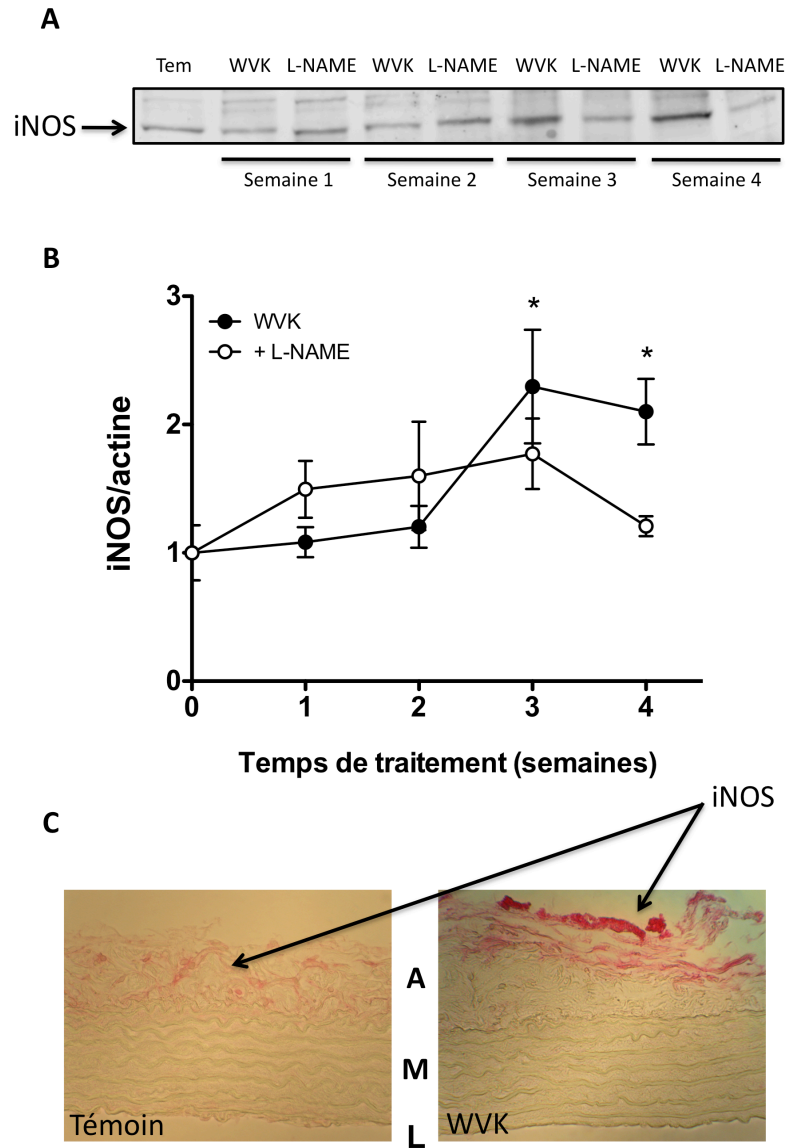 A
Tem WVK L-NAME WVK L-NAME WVK L-NAME WVK L-NAME
iNOS
Semaine 1 Semaine 2 Semaine 3 Semaine 4
B
3
*
WVK
*
+ L-NAME
2
iNOS/actine
1
0
0 1 2 3 4
Temps de traitement (semaines)
iNOS
C
A
M
Témoin L WVK